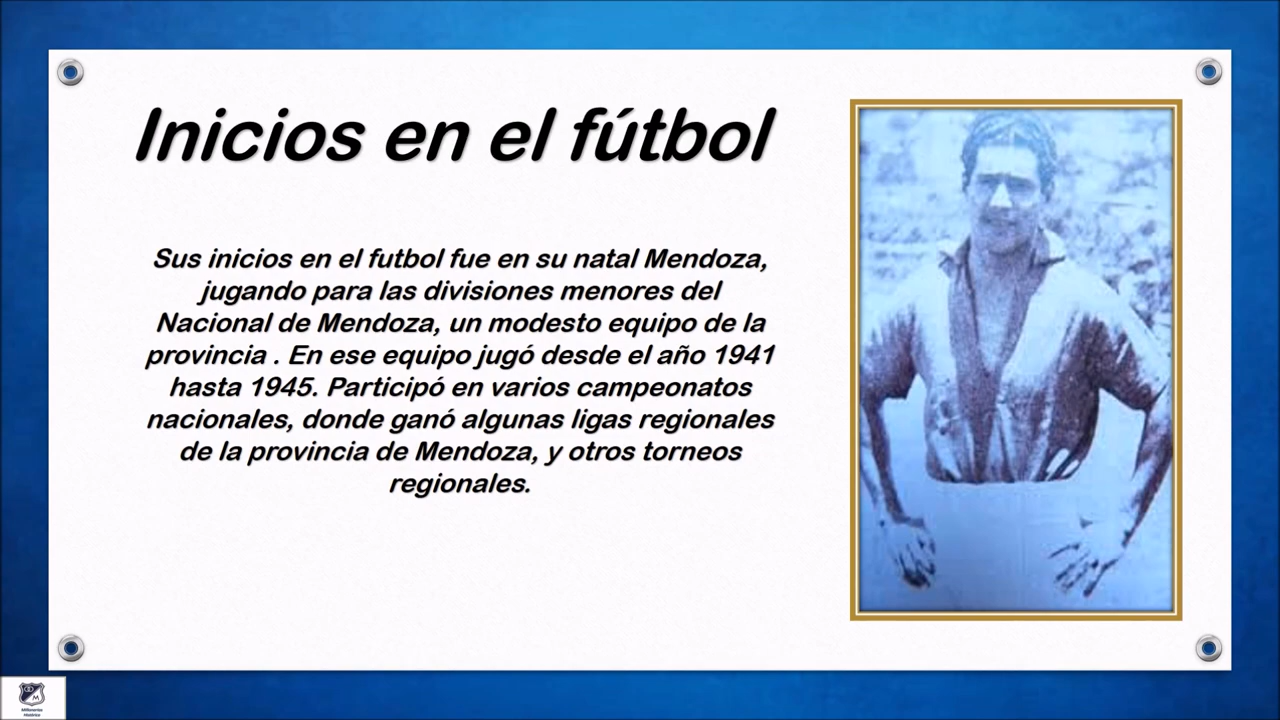 Inicios en el fútbol
Sus inicios en el futbol fue en su natal Mendoza,
jugando para las divisiones menores del
Nacional de Mendoza, un modesto equipo de la
provincia . En ese equipo jugó desde el año 1941
hasta 1945. Participó en varios campeonatos
nacionales, donde ganó algunas ligas regionales
de la provincia de Mendoza, y otros torneos
regionales.
Millonarios
Histórico